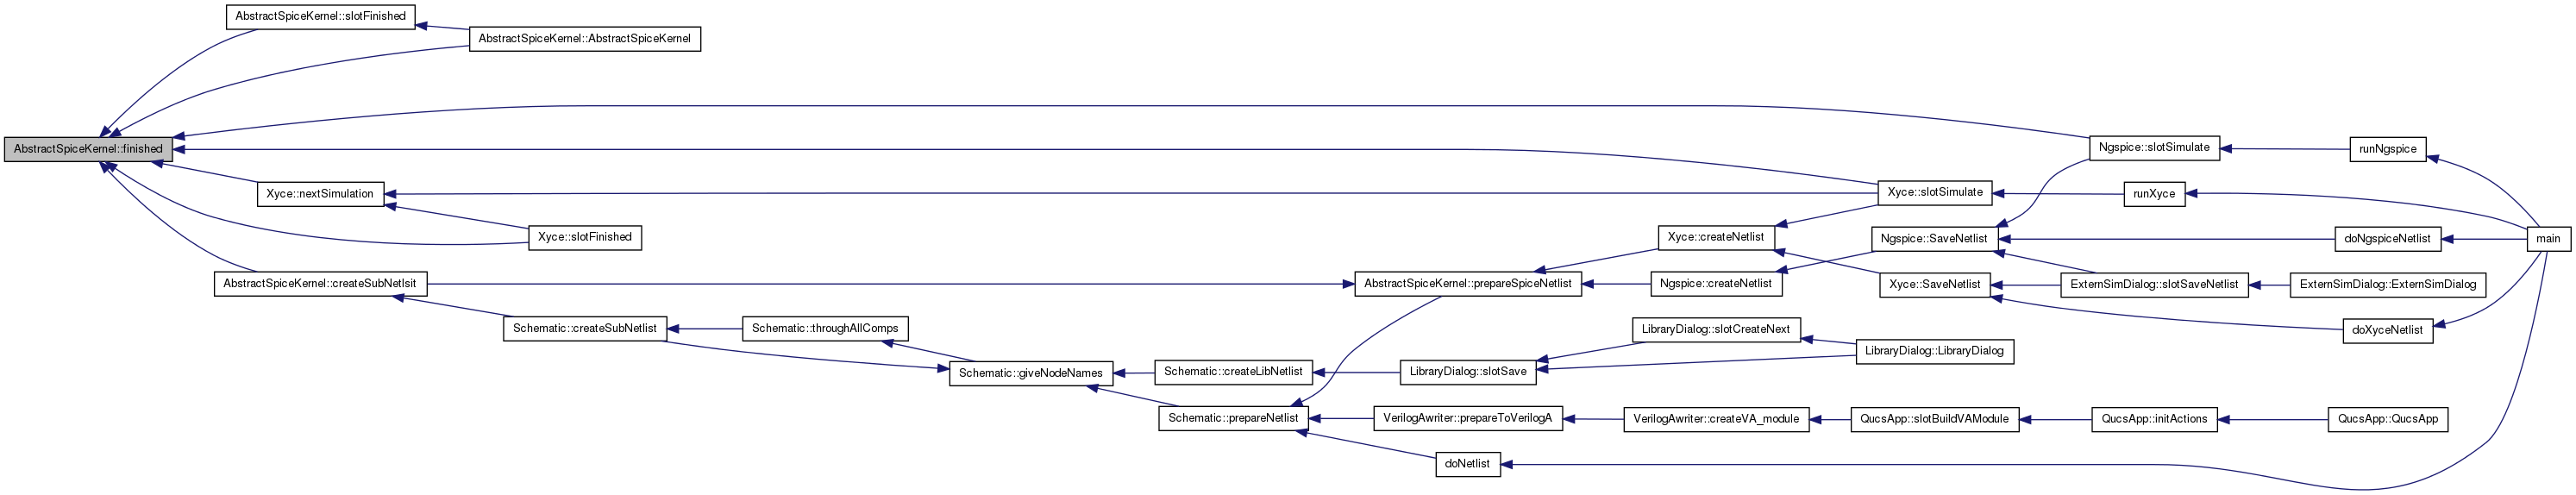 AbstractSpiceKernel::slotFinished
AbstractSpiceKernel::AbstractSpiceKernel
AbstractSpiceKernel::finished
Ngspice::slotSimulate
runNgspice
Xyce::nextSimulation
Xyce::slotSimulate
runXyce
Xyce::slotFinished
Xyce::createNetlist
Ngspice::SaveNetlist
doNgspiceNetlist
main
AbstractSpiceKernel::createSubNetlsit
AbstractSpiceKernel::prepareSpiceNetlist
Ngspice::createNetlist
Xyce::SaveNetlist
ExternSimDialog::slotSaveNetlist
ExternSimDialog::ExternSimDialog
Schematic::createSubNetlist
Schematic::throughAllComps
LibraryDialog::slotCreateNext
doXyceNetlist
Schematic::giveNodeNames
Schematic::createLibNetlist
LibraryDialog::slotSave
LibraryDialog::LibraryDialog
Schematic::prepareNetlist
VerilogAwriter::prepareToVerilogA
VerilogAwriter::createVA_module
QucsApp::slotBuildVAModule
QucsApp::initActions
QucsApp::QucsApp
doNetlist